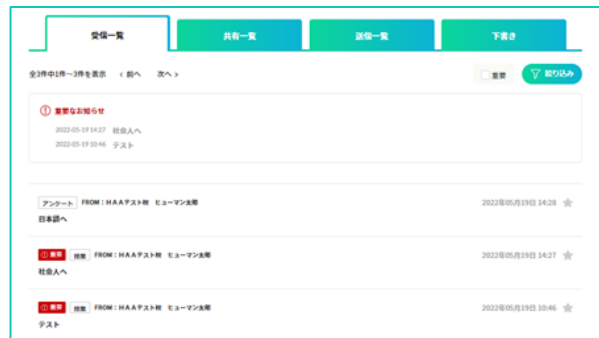 受信一覧
共有一覧
送信一覧
下書き
全3件中1件~3件を表示 < 前へ 次へ >
重要
絞り込み
重要なお知らせ
2022-05-19 14:27 社会人へ
2022-05-19 10:46 テスト
アンケート FROM:HAAテスト校 ヒューマン太郎 2022年05月19日 14:28
日本語へ
重要 授業 FROM:HAAテスト校 ヒューマン太郎 2022年05月19日 14:27
社会人へ
重要 授業 FROM:HAAテスト校 ヒューマン太郎 2022年05月19日 10:46
テスト